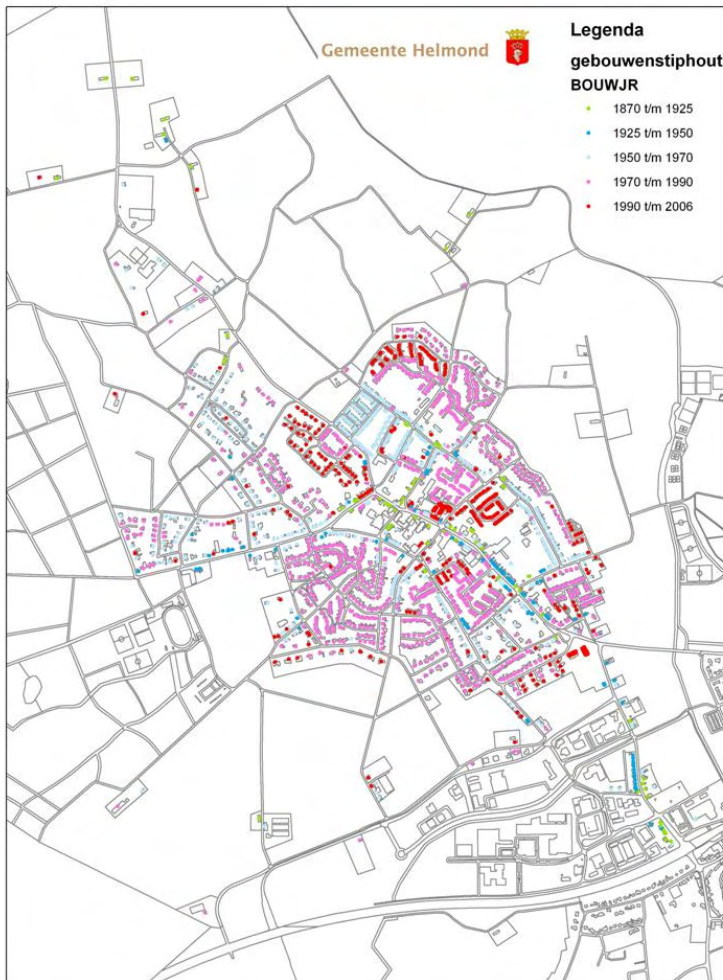 Gemeente Helmond
Legenda
gebouwenstiphout
BOUWJR
1870 t/m 1925
1925 t/m 1950
1950 t/m 1970
1970 t/m 1990
1990 t/m 2006